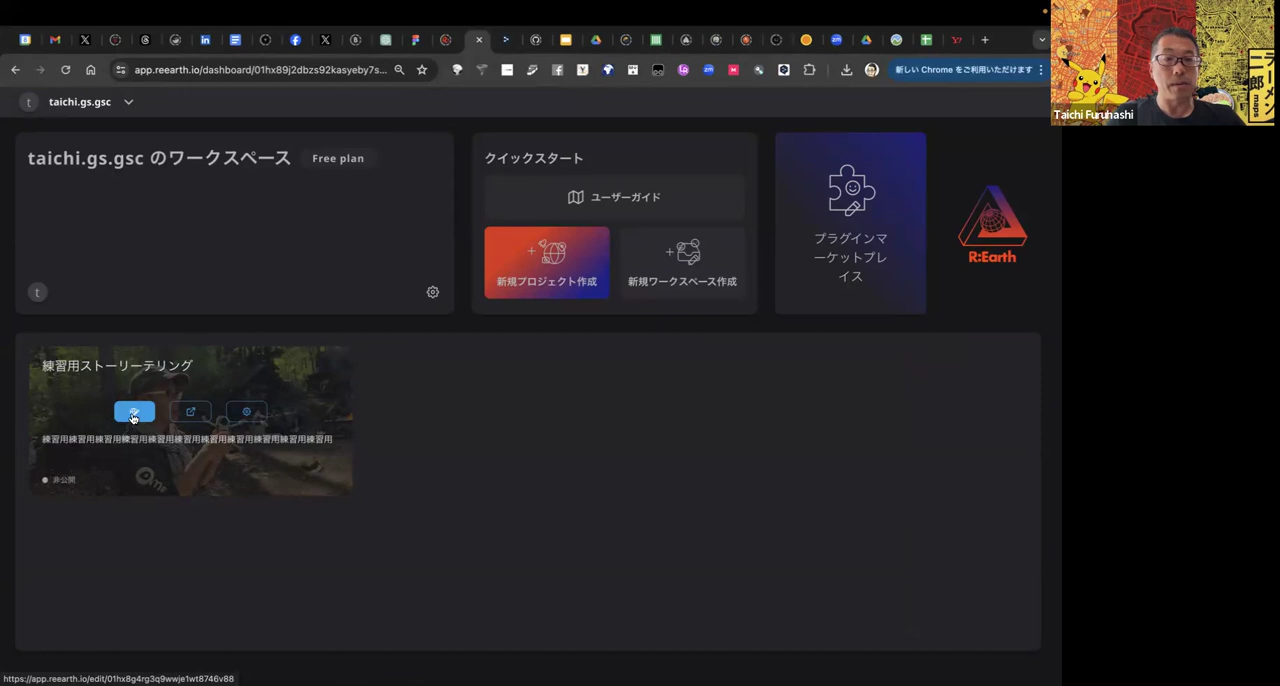 app.reearth.io/dashboard/01hx89j2dbzs92kasyeby7s...
新しい Chrome をご利用いただけます
taichi.gs.gsc
Taichi Furuhashi
taichi.gs.gsc のワークスペース
Free plan
クイックスタート
ユーザーガイド
新規プロジェクト作成
新規ワークスペース作成
プラグインマ
ーケットプレ
イス
R:Earth
t
t
練習用ストーリーテリング
練習用練習用練習用練習用練習用練習用練習用練習用練習用練習用練習用
非公開
https://app.reearth.io/edit/01hx8g4rg3q9wwje1wt8746v88